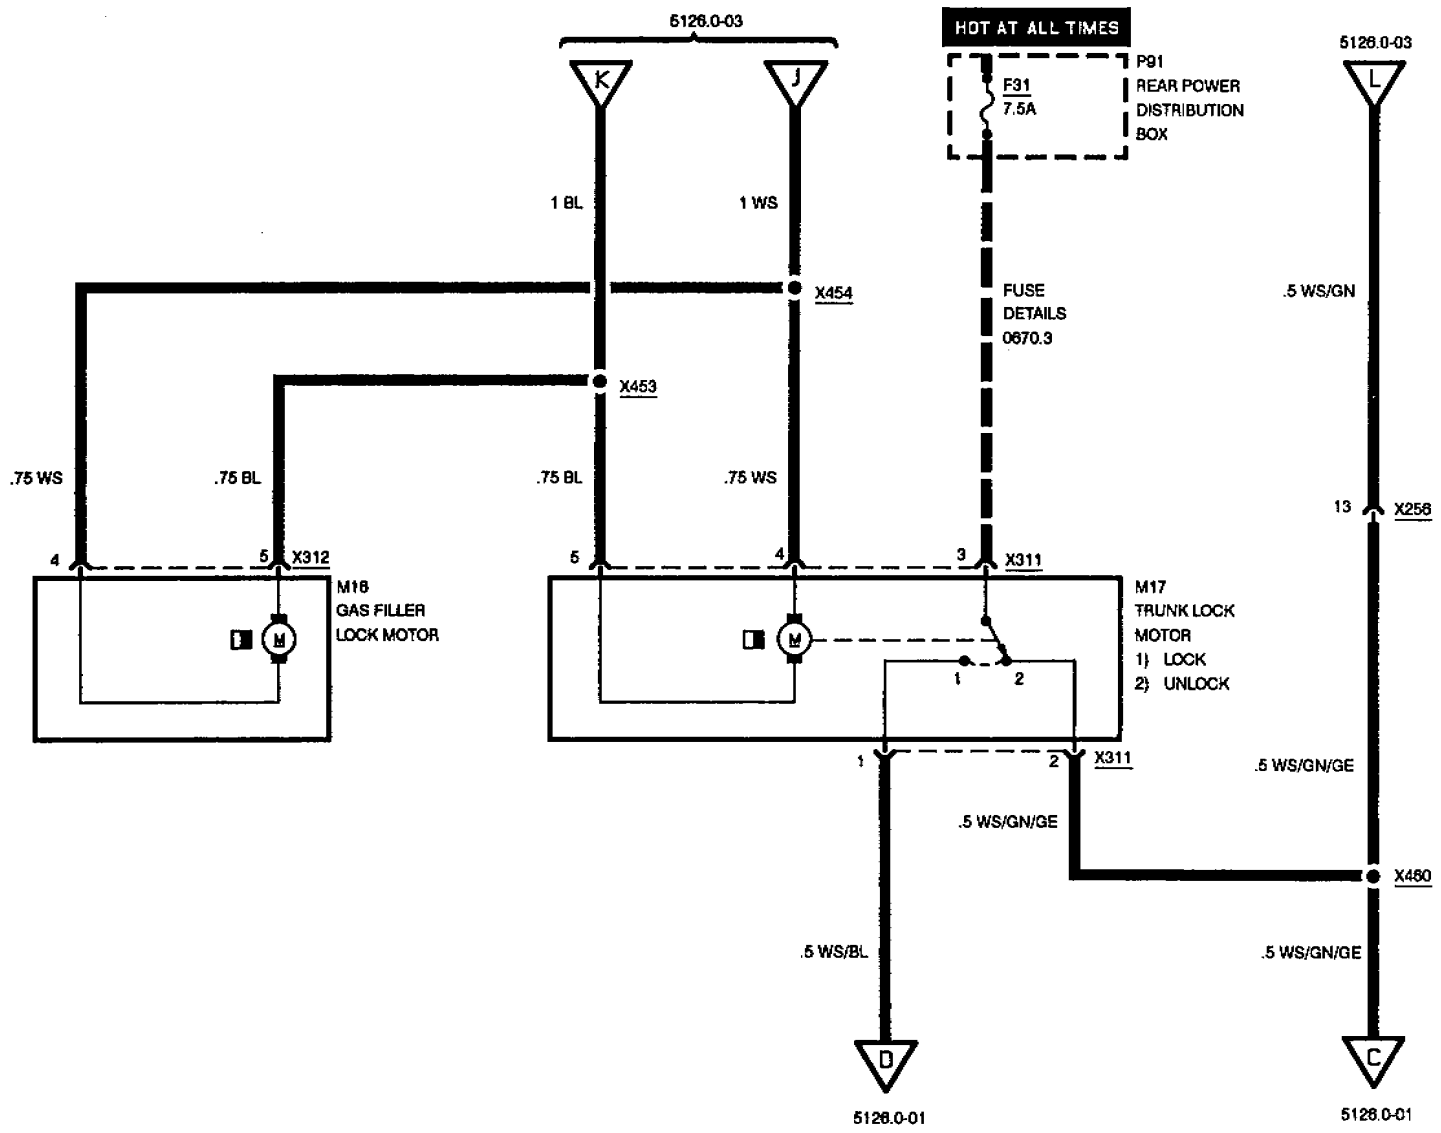 5126.0-03
HOT AT ALL TIMES
5126.0-03
K
J
L
F31
7.5A
P91
REAR POWER
DISTRIBUTION
BOX
1 BL
1 WS
X454
FUSE
DETAILS
0670.3
.5 WS/GN
X453
.75 WS
.75 BL
.75 BL
.75 WS
13
X256
4
5
X312
5
4
3
X311
M16
GAS FILLER
LOCK MOTOR
M
M
1
2
M17
TRUNK LOCK
MOTOR
1) LOCK
2) UNLOCK
1
2
X311
.5 WS/GN/GE
.5 WS/GN/GE
X460
.5 WS/BL
.5 WS/GN/GE
D
C
5126.0-01
5126.0-01